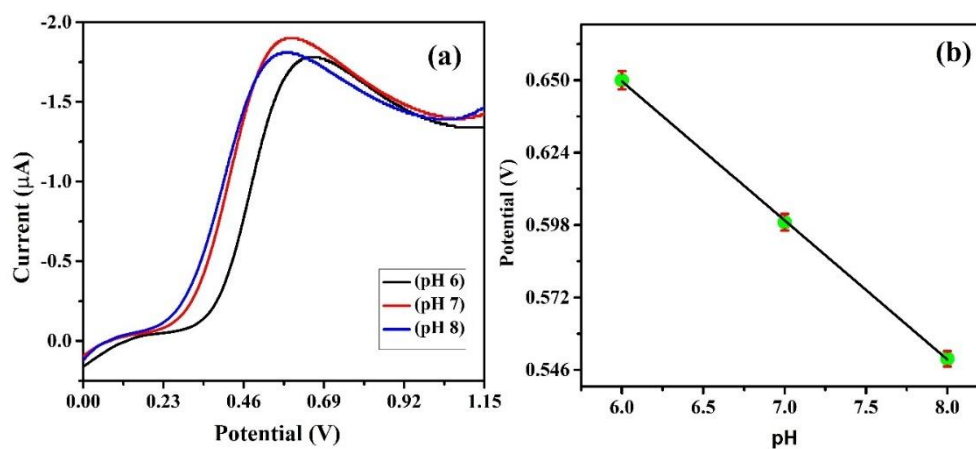 (a)
-2.0
-1.5
-1.0
-0.5
0.0
Current (μA)
(pH 6)
(pH 7)
(pH 8)
0.00 0.23 0.46 0.69 0.92 1.15
Potential (V)
(b)
0.650
0.624
0.598
0.572
0.546
Potential (V)
6.0 6.5 7.0 7.5 8.0
pH